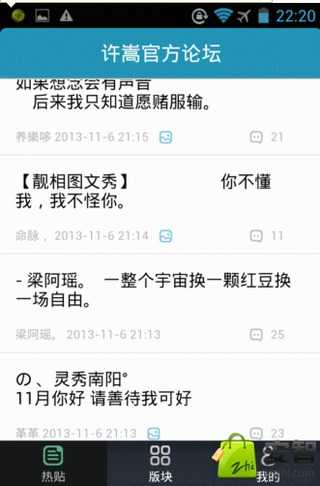 22:20
许嵩官方论坛
如果想念会有声音
后来我只知道愿赌服输。
养樂哆 2013-11-6 21:15 21
【靓相图文秀】 你不懂
我，我不怪你。
命脉， 2013-11-6 21:14 11
- 梁阿瑶。 一整个宇宙换一颗红豆换
一场自由。
梁阿瑶。 2013-11-6 21:13 25
の 、灵秀南阳°
11月你好 请善待我可好
革革 2013-11-6 21:13 23
热贴 版块 我的
Zhi